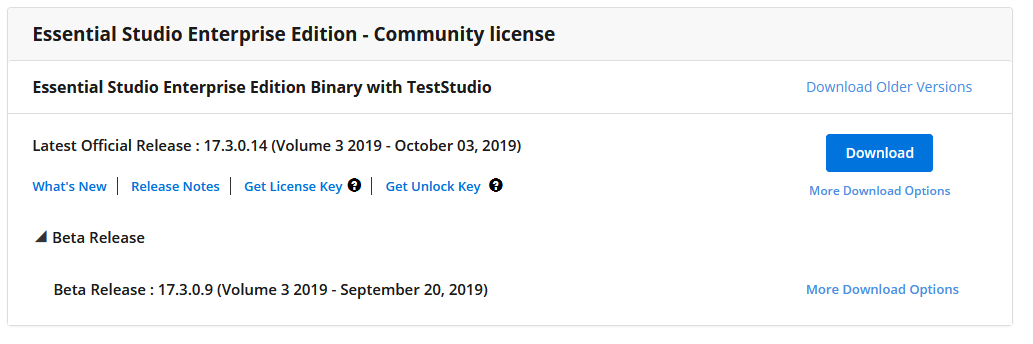 Essential Studio Enterprise Edition - Community license
Essential Studio Enterprise Edition Binary with TestStudio
Download Older Versions
Latest Official Release : 17.3.0.14 (Volume 3 2019 - October 03, 2019)
Download
What's New | Release Notes | Get License Key ? | Get Unlock Key ?
More Download Options
Beta Release
Beta Release : 17.3.0.9 (Volume 3 2019 - September 20, 2019)
More Download Options